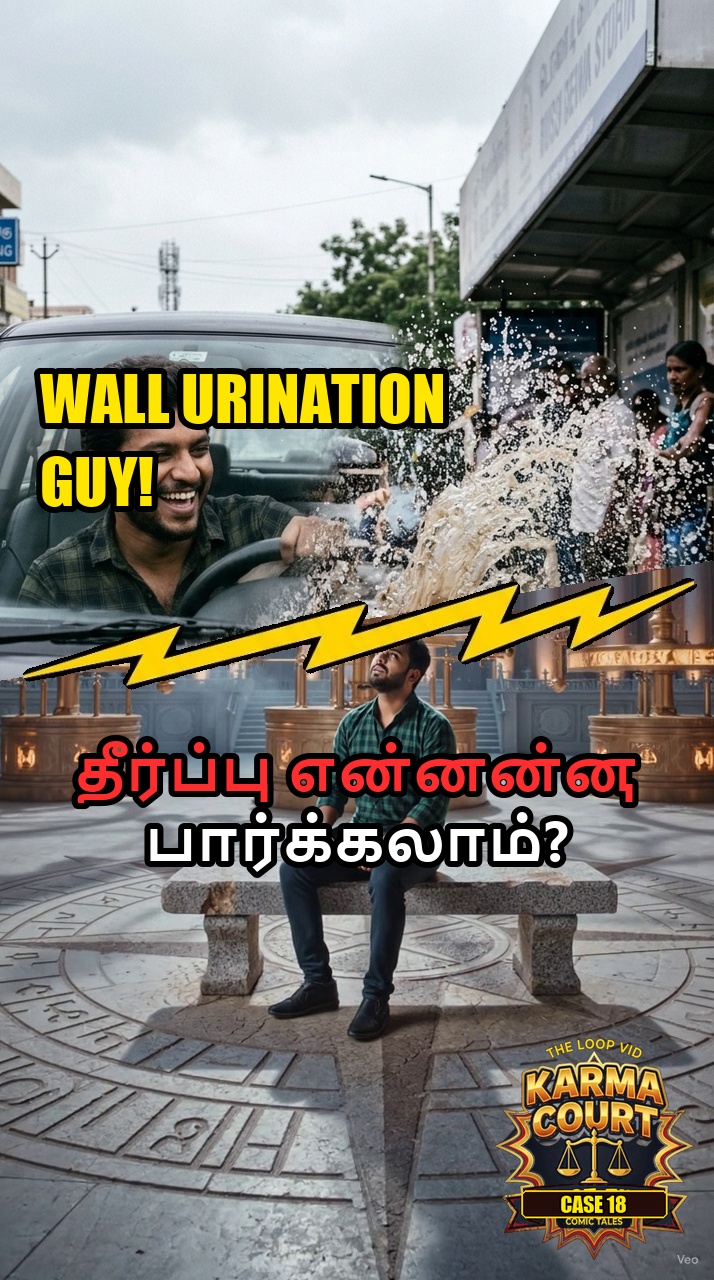 WALL URINATION
GUY!
தீர்ப்பு என்னன்னு
பார்க்கலாம்?
THE LOOP VID
KARMA
COURT
CASE 18
COMIC TALES
Veo